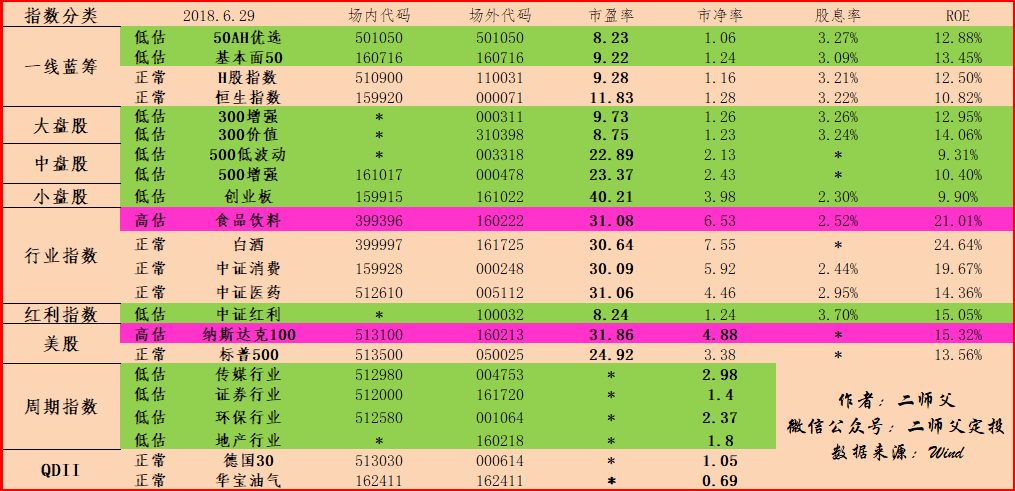 指数分类 2018.6.29 场内代码 场外代码 市盈率 市净率 股息率 ROE
一线蓝筹 低估 50AH优选 501050 501050 8.23 1.06 3.27% 12.88%
低估 基本面50 160716 160716 9.22 1.24 3.09% 13.45%
正常 H股指数 510900 110031 9.28 1.16 3.21% 12.50%
正常 恒生指数 159920 000071 11.83 1.28 3.22% 10.82%
大盘股 低估 300增强 * 000311 9.73 1.26 3.26% 12.95%
低估 300价值 * 310398 8.75 1.23 3.24% 14.06%
中盘股 低估 500低波动 * 003318 22.89 2.13 * 9.31%
低估 500增强 161017 000478 23.37 2.43 * 10.40%
小盘股 低估 创业板 159915 161022 40.21 3.98 2.30% 9.90%
行业指数 高估 食品饮料 399396 160222 31.08 6.53 2.52% 21.01%
正常 白酒 399997 161725 30.64 7.55 * 24.64%
正常 中证消费 159928 000248 30.09 5.92 2.44% 19.67%
正常 中证医药 512610 005112 31.06 4.46 2.95% 14.36%
红利指数 低估 中证红利 * 100032 8.24 1.24 3.70% 15.05%
美股 高估 纳斯达克100 513100 160213 31.86 4.88 * 15.32%
正常 标普500 513500 050025 24.92 3.38 * 13.56%
周期指数 低估 传媒行业 512980 004753 * 2.98
低估 证券行业 512000 161720 * 1.4
低估 环保行业 512580 001064 * 2.37
低估 地产行业 * 160218 * 1.8
QDII 正常 德国30 513030 000614 * 1.05
正常 华宝油气 162411 162411 * 0.69
作者：二师父
微信公众号：二师父定投
数据来源：Wind